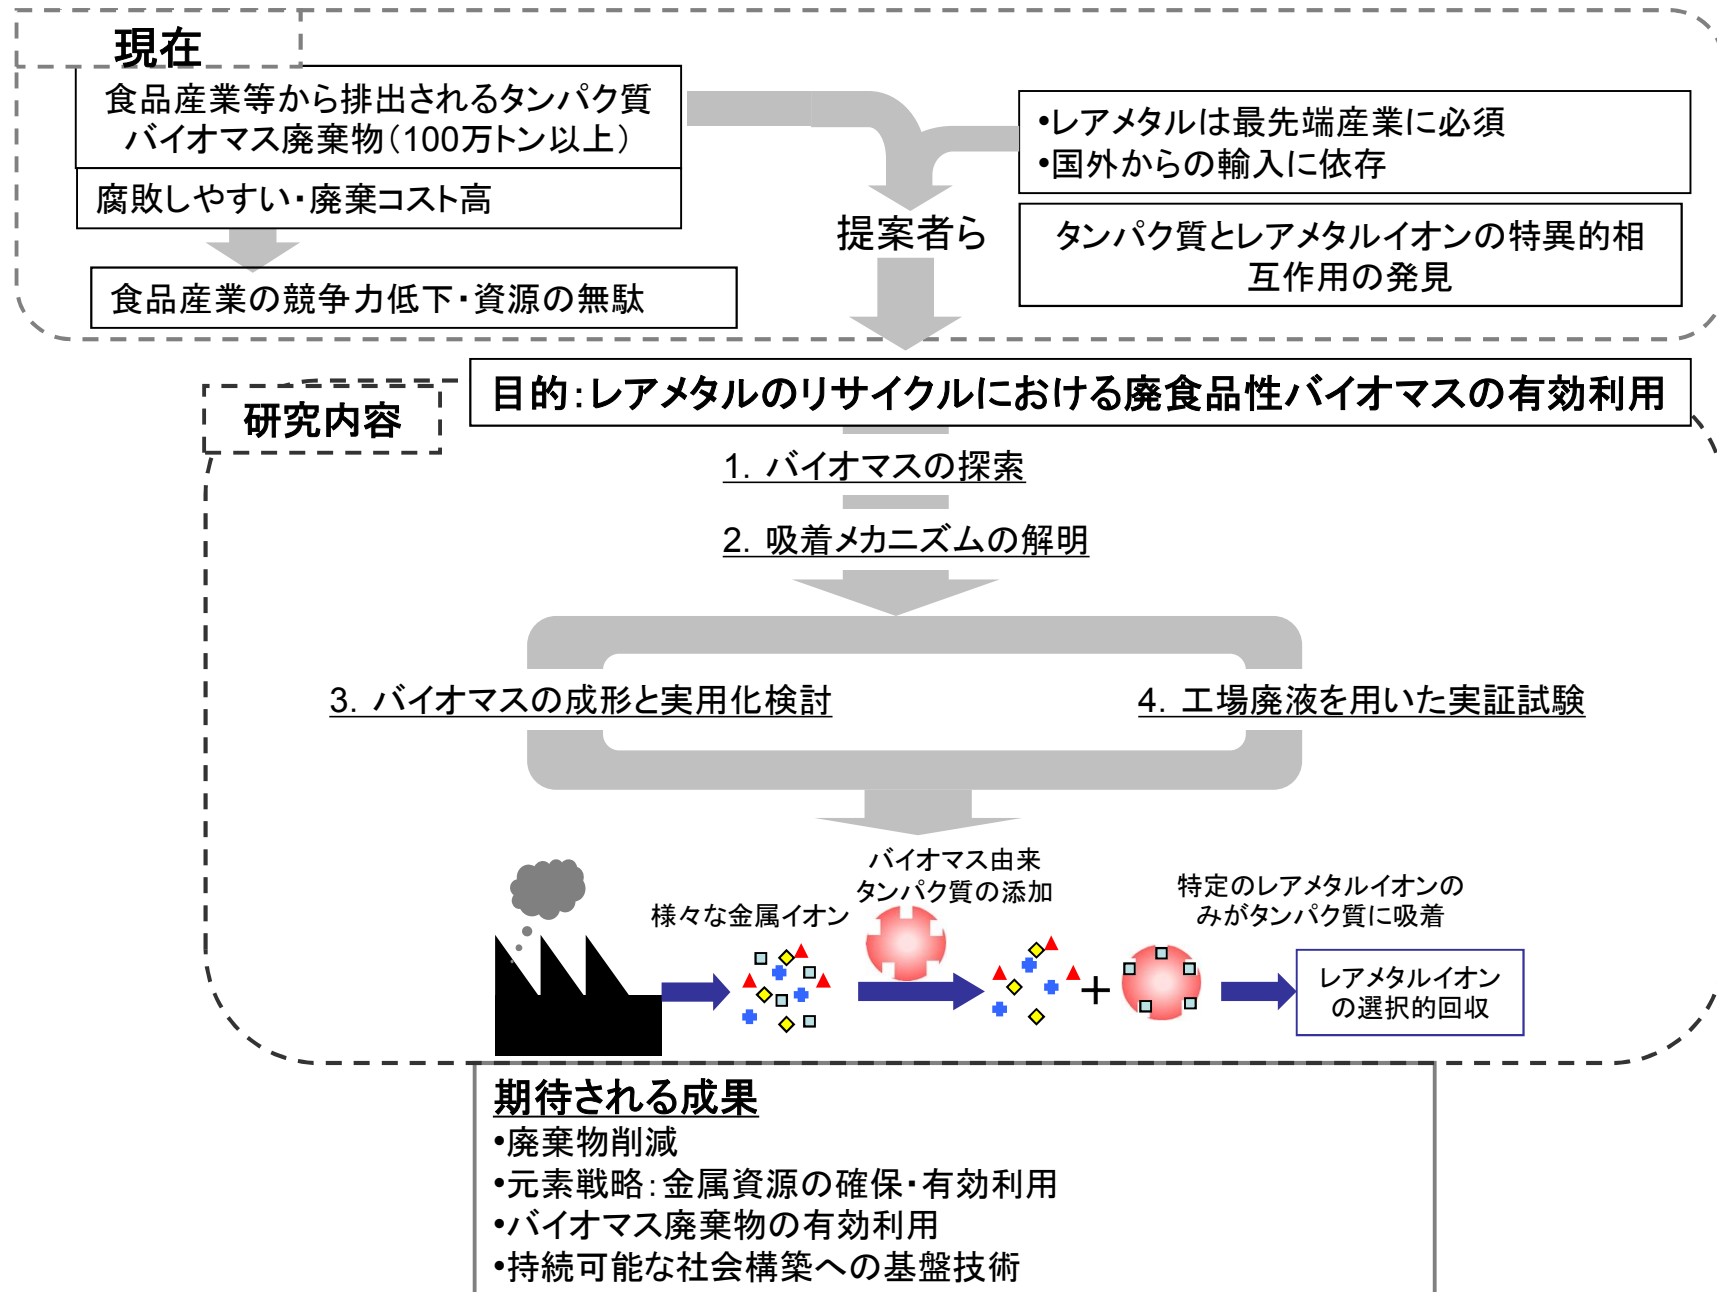 現在
食品産業等から排出されるタンパク質
バイオマス廃棄物（100万トン以上）
腐敗しやすい・廃棄コスト高
食品産業の競争力低下・資源の無駄
•レアメタルは最先端産業に必須
•国外からの輸入に依存
提案者ら
タンパク質とレアメタルイオンの特異的相
互作用の発見
目的：レアメタルのリサイクルにおける廃食品性バイオマスの有効利用
研究内容
1. バイオマスの探索
2. 吸着メカニズムの解明
3. バイオマスの成形と実用化検討
4. 工場廃液を用いた実証試験
様々な金属イオン
バイオマス由来
タンパク質の添加
特定のレアメタルイオンの
みがタンパク質に吸着
+
レアメタルイオン
の選択的回収
期待される成果
•廃棄物削減
•元素戦略：金属資源の確保・有効利用
•バイオマス廃棄物の有効利用
•持続可能な社会構築への基盤技術